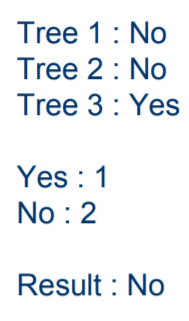 Tree 1 : No
Tree 2 : No
Tree 3 : Yes
Yes : 1
No : 2
Result : No